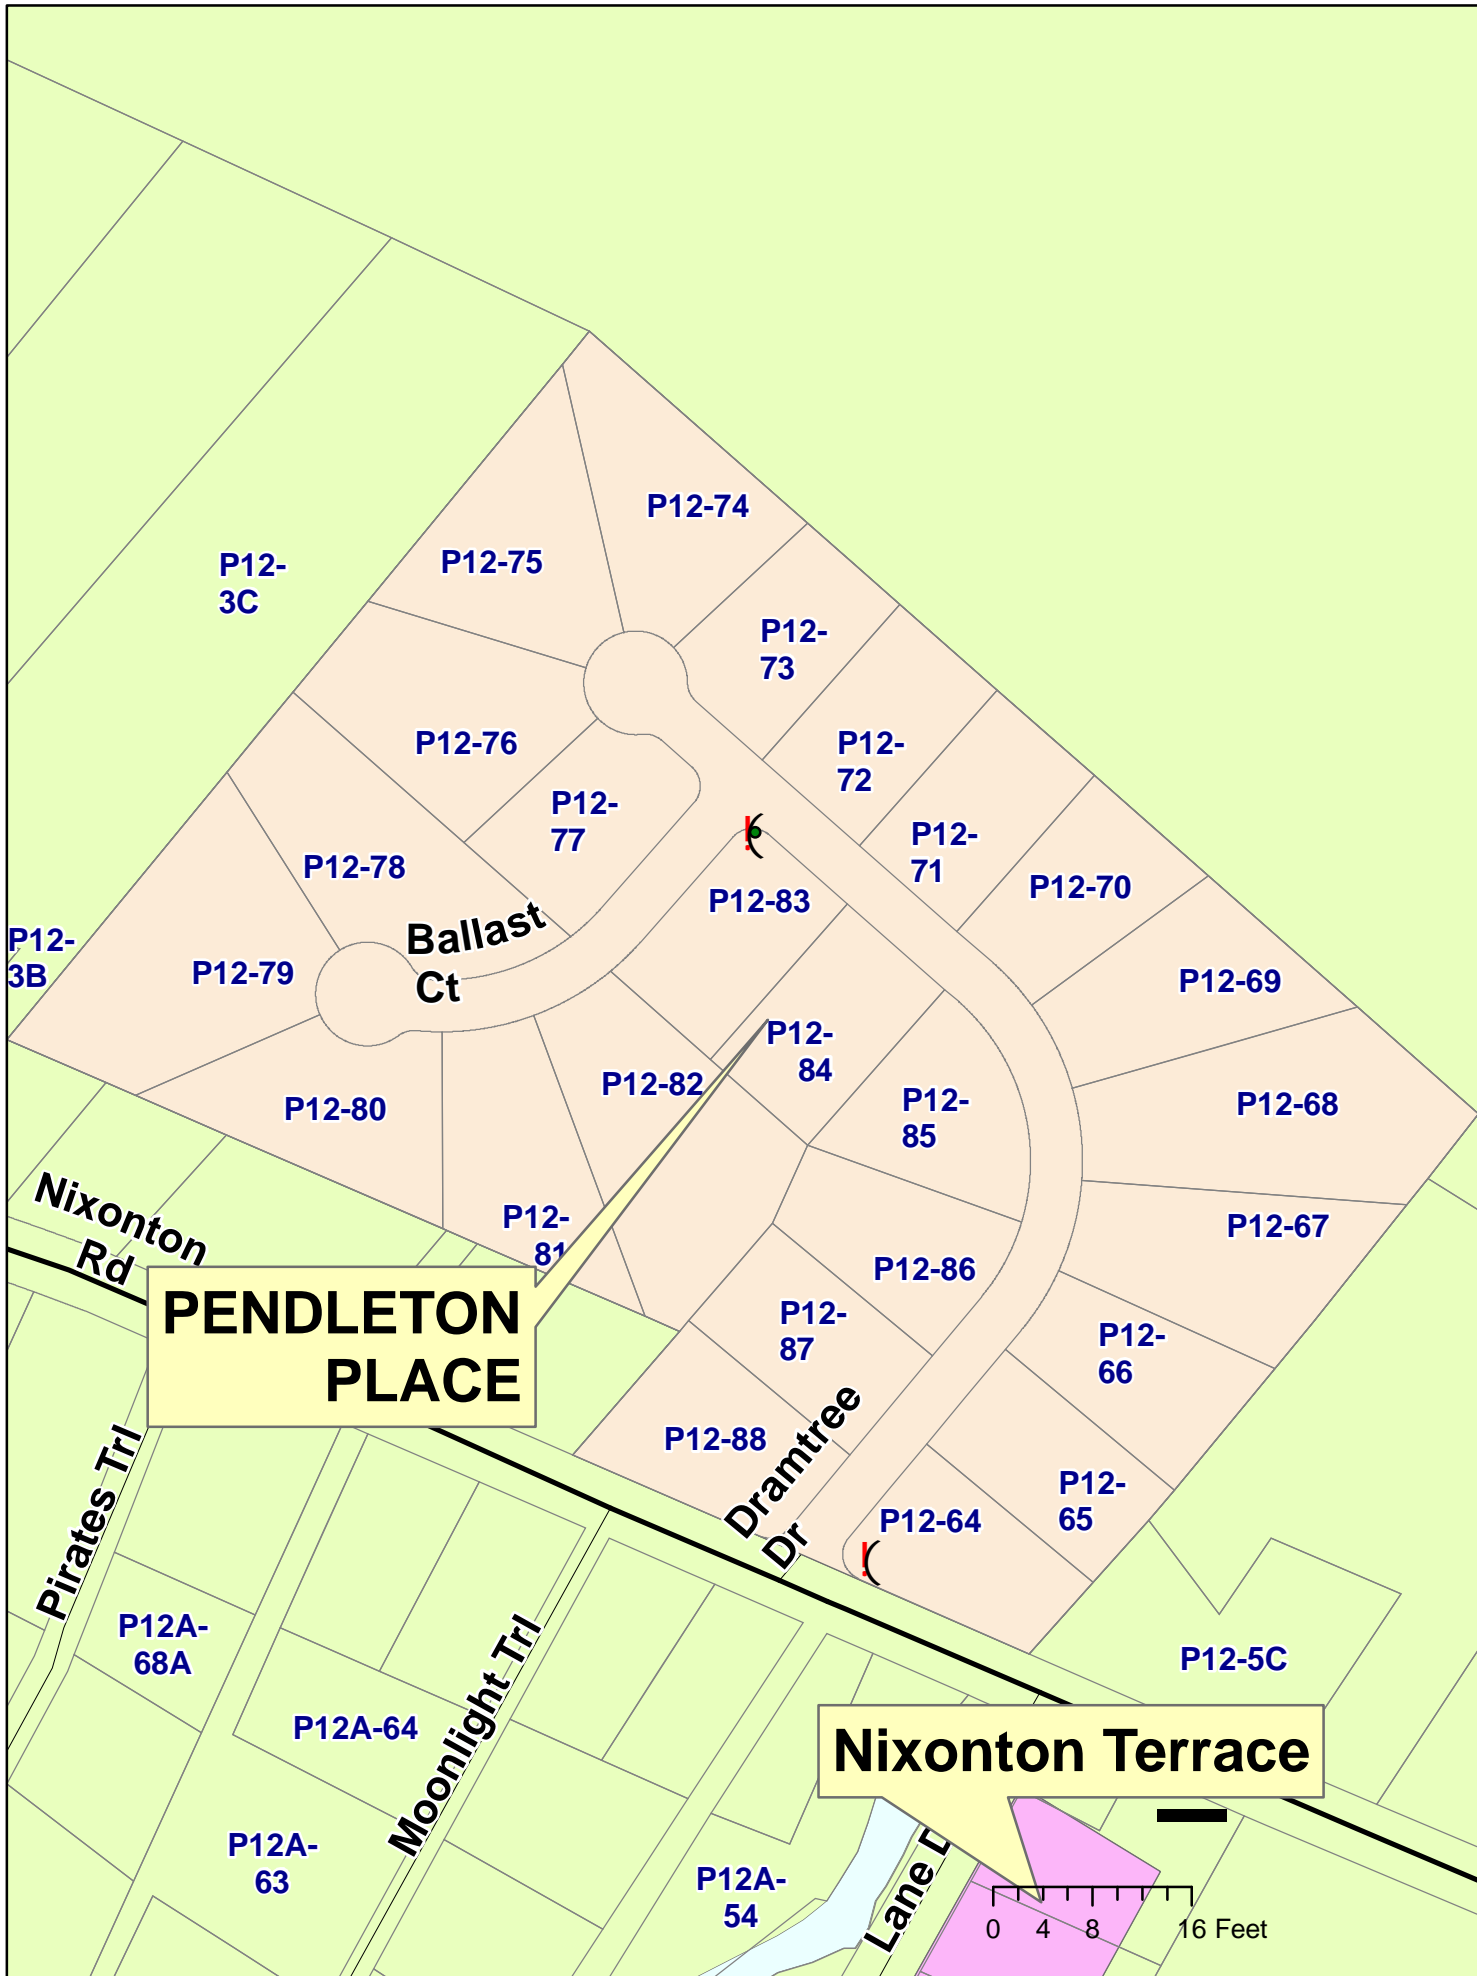 P12-74
P12-75
P12-
3C
P12-
73
P12-76
P12-
72
P12-
77
P12-
71
P12-78
P12-70
P12-83
Ballast
Ct
P12-
3B
P12-79
P12-69
P12-
84
P12-82
P12-80
P12-
85
P12-68
Nixonton
Rd
P12-
81
P12-67
P12-86
PENDLETON
PLACE
P12-
87
P12-
66
P12-88
Dramtree
Dr
P12-
65
P12-64
Pirates Trl
P12A-
68A
Moonlight Trl
P12-5C
P12A-64
Nixonton Terrace
P12A-
63
P12A-
54
Lane D
0 4 8 16 Feet